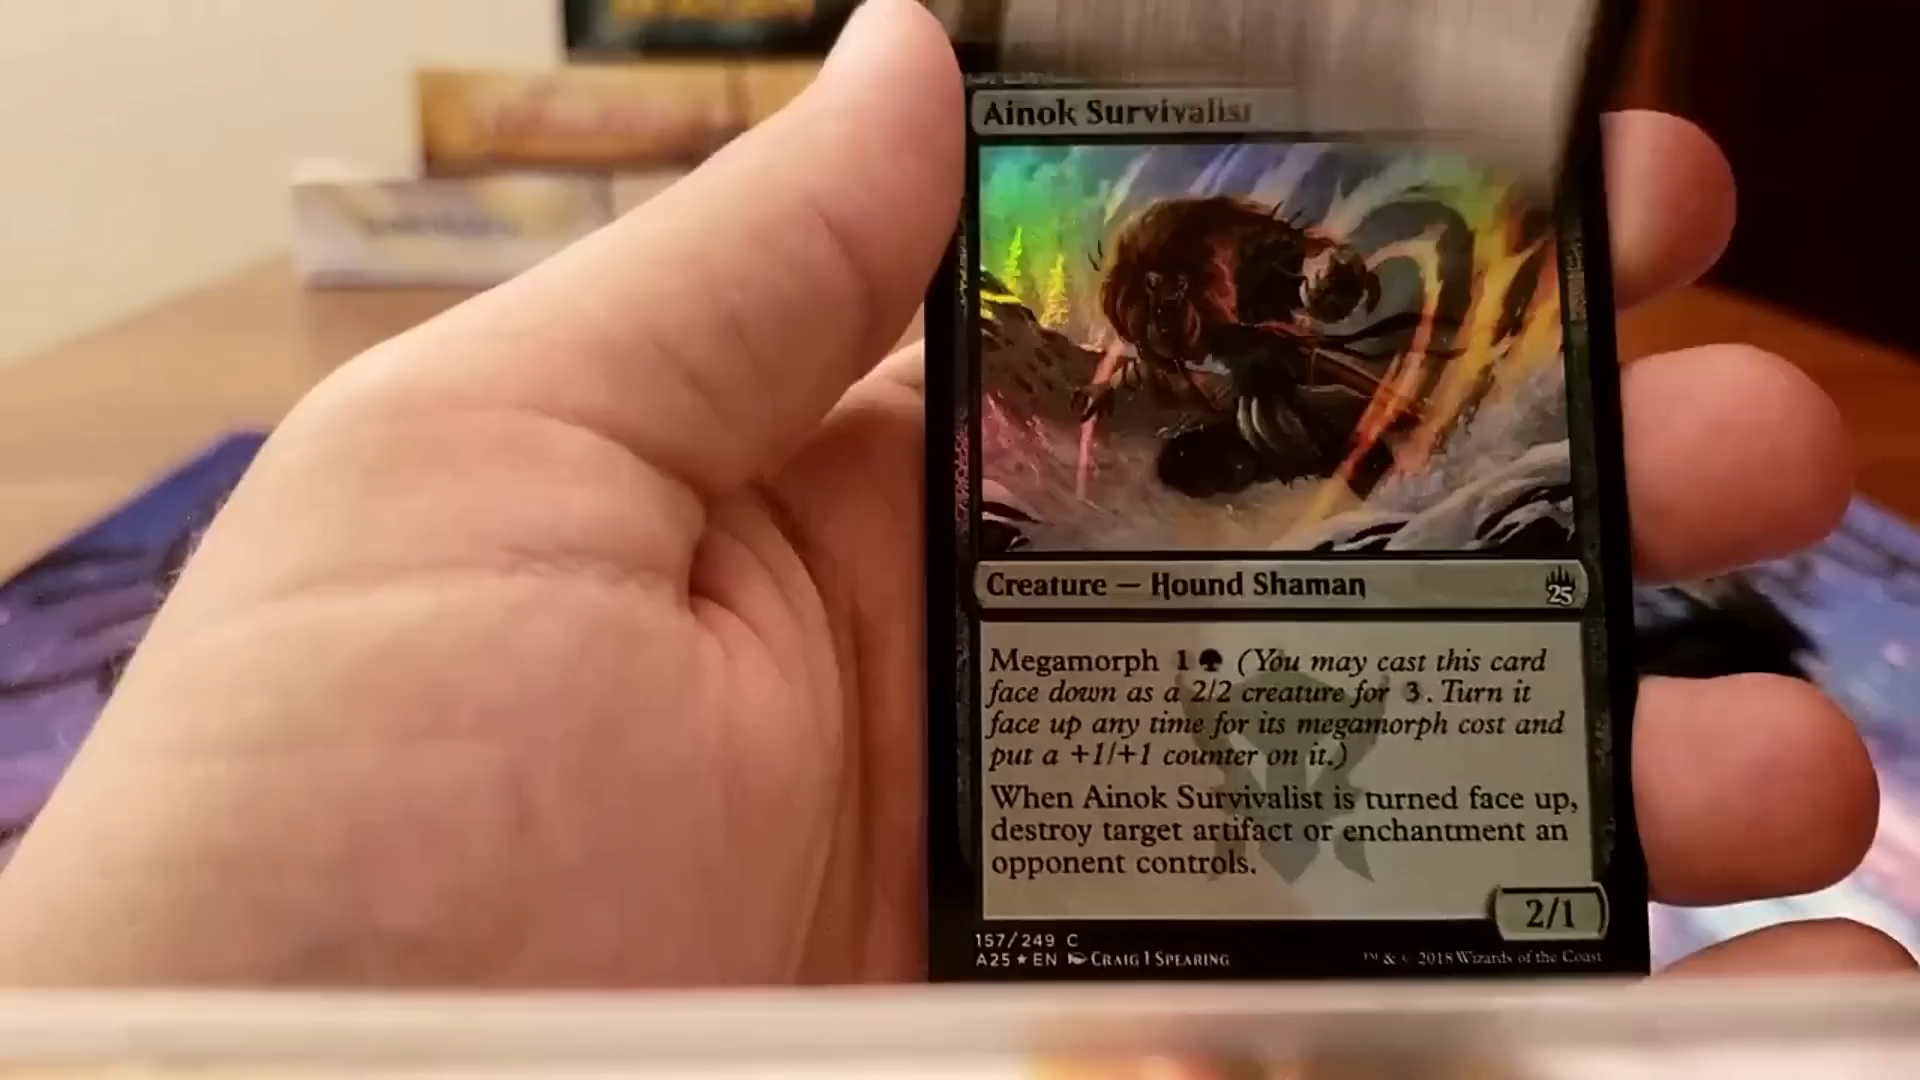 Ainok Survivalist
Creature — Hound Shaman
25
Megamorph 1 (You may cast this card
face down as a 2/2 creature for 3. Turn it
face up any time for its megamorph cost and
put a +1/+1 counter on it.)
When Ainok Survivalist is turned face up,
destroy target artifact or enchantment an
opponent controls.
2/1
157/249 C
A25★EN CRAIG J SPEARING
™ & © 2018 Wizards of the Coast